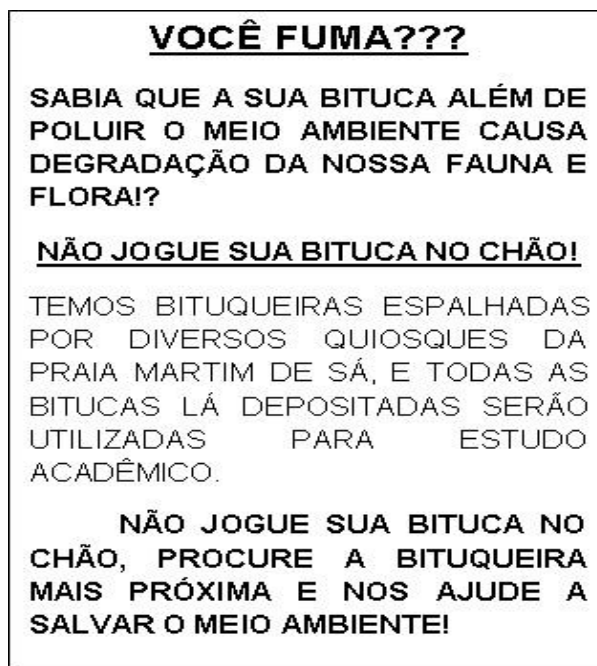 VOCÊ FUMA???
SABIA QUE A SUA BITUCA ALÉM DE
POLUIR O MEIO AMBIENTE CAUSA
DEGRADAÇÃO DA NOSSA FAUNA E
FLORA!?
NÃO JOGUE SUA BITUCA NO CHÃO!
TEMOS BITUQUEIRAS ESPALHADAS
POR DIVERSOS QUIOSQUES DA
PRAIA MARTIM DE SÁ, E TODAS AS
BITUCAS LÁ DEPOSITADAS SERÃO
UTILIZADAS PARA ESTUDO
ACADÊMICO.
NÃO JOGUE SUA BITUCA NO
CHÃO, PROCURE A BITUQUEIRA
MAIS PRÓXIMA E NOS AJUDE A
SALVAR O MEIO AMBIENTE!